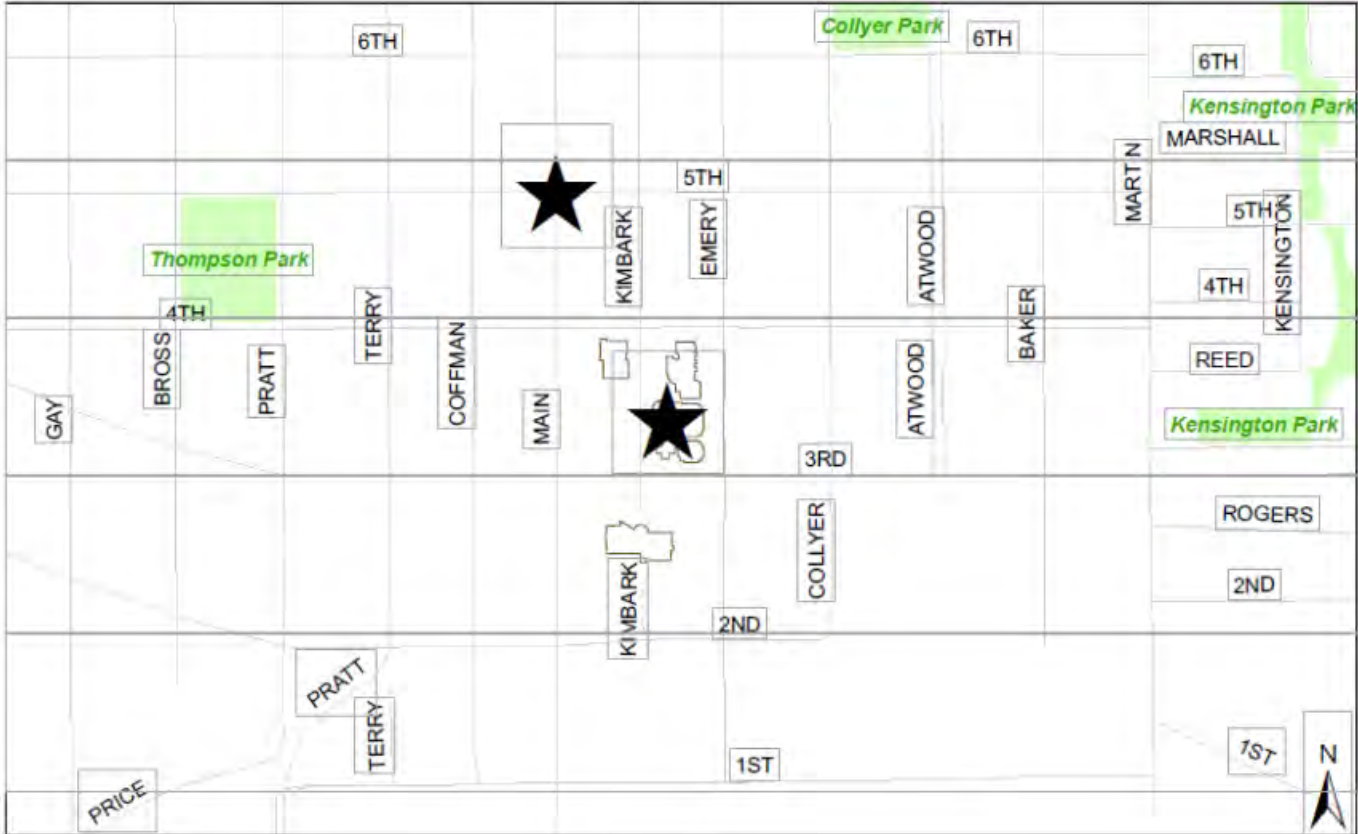 Collyer Park
6TH
6TH
6TH
Kensington Park
MARSHALL
MARTIN
5TH
KIMBARK
EMERY
ATWOOD
5TH
KENSINGTON
Thompson Park
4TH
4TH
TERRY
BAKER
BROSS
PRATT
COFFMAN
REED
GAY
MAIN
ATWOOD
Kensington Park
3RD
COLLYER
ROGERS
KIMBARK
2ND
2ND
PRATT
TERRY
1ST
1ST
N
PRICE